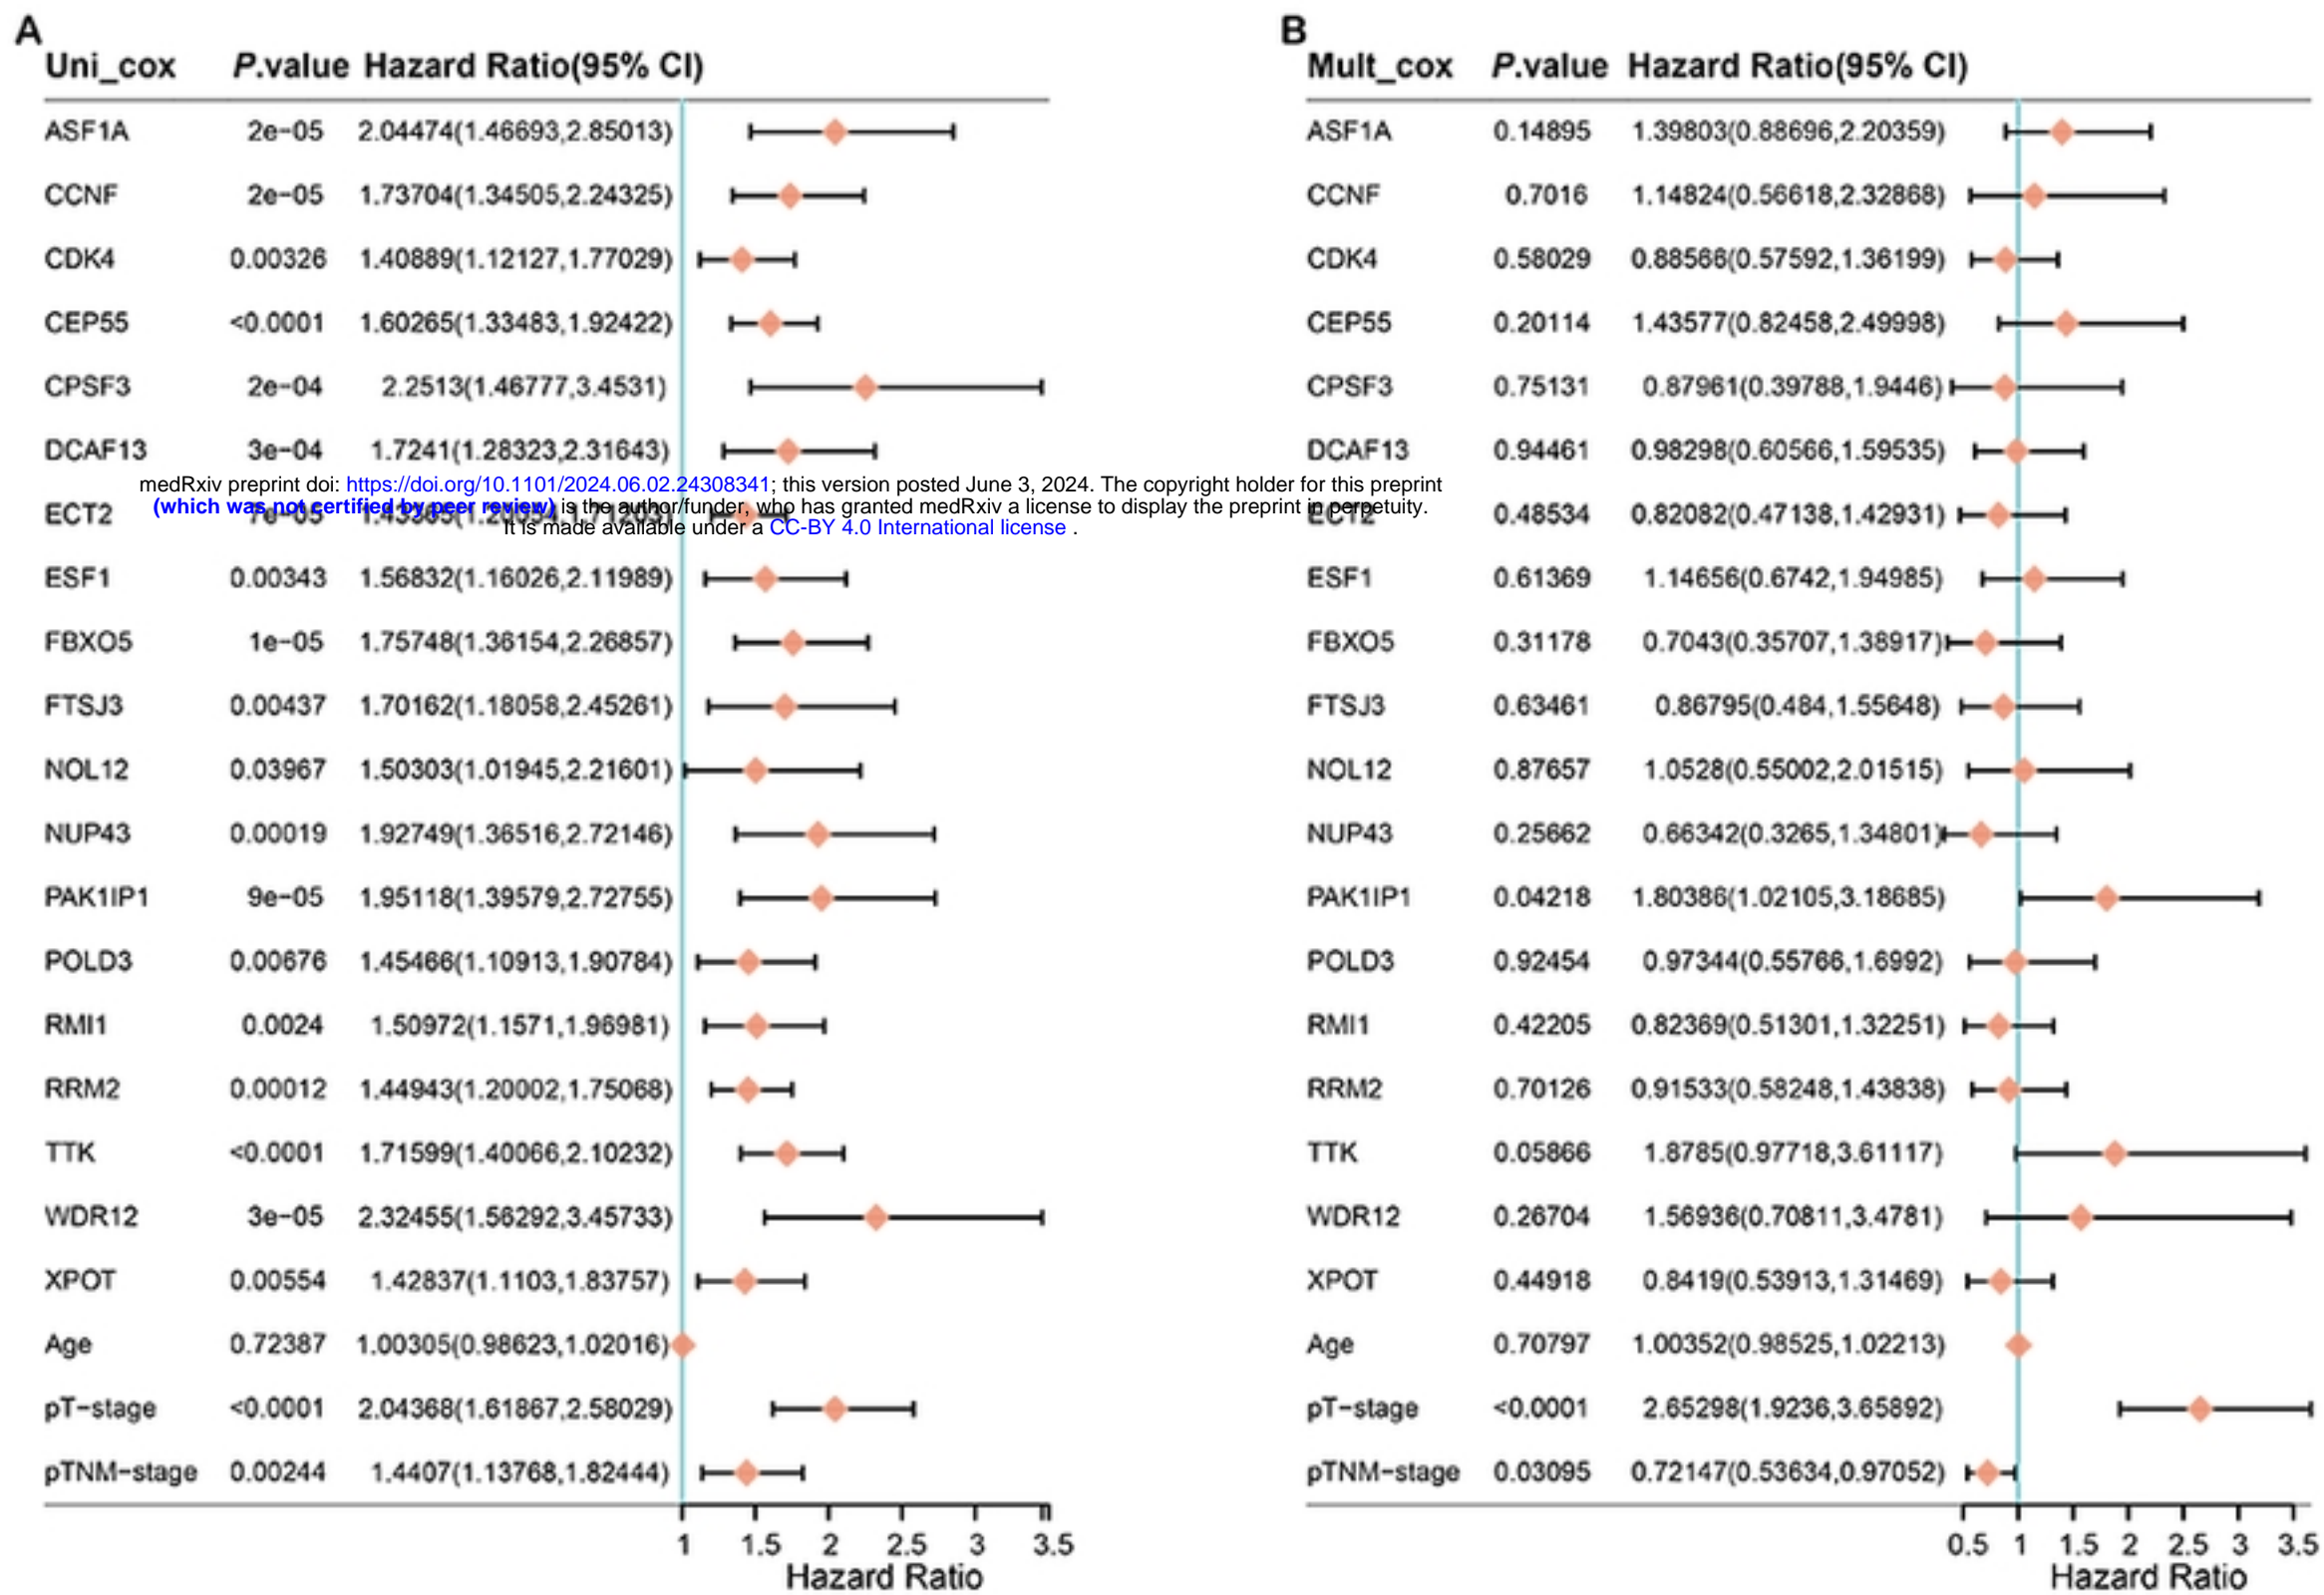 A
Uni_cox P.value Hazard Ratio(95% CI)
ASF1A 2e−05 2.04474(1.46693,2.85013)
CCNF 2e−05 1.73704(1.34505,2.24325)
CDK4 0.00326 1.40889(1.12127,1.77029)
CEP55 <0.0001 1.60265(1.33483,1.92422)
CPSF3 2e−04 2.2513(1.46777,3.4531)
DCAF13 3e−04 1.7241(1.28323,2.31643)
ECT2 7e−05
ESF1 0.00343 1.56832(1.16026,2.11989)
FBXO5 1e−05 1.75748(1.36154,2.26857)
FTSJ3 0.00437 1.70162(1.18058,2.45261)
NOL12 0.03967 1.50303(1.01945,2.21601)
NUP43 0.00019 1.92749(1.36516,2.72146)
PAK1IP1 9e−05 1.95118(1.39579,2.72755)
POLD3 0.00676 1.45466(1.10913,1.90784)
RMI1 0.0024 1.50972(1.1571,1.96981)
RRM2 0.00012 1.44943(1.20002,1.75068)
TTK <0.0001 1.71599(1.40066,2.10232)
WDR12 3e−05 2.32455(1.56292,3.45733)
XPOT 0.00554 1.42837(1.1103,1.83757)
Age 0.72387 1.00305(0.98623,1.02016)
pT−stage <0.0001 2.04368(1.61867,2.58029)
pTNM−stage 0.00244 1.4407(1.13768,1.82444)
1 1.5 2 2.5 3 3.5
Hazard Ratio
B
Mult_cox P.value Hazard Ratio(95% CI)
ASF1A 0.14895 1.39803(0.88696,2.20359)
CCNF 0.7016 1.14824(0.56618,2.32868)
CDK4 0.58029 0.88566(0.57592,1.36199)
CEP55 0.20114 1.43577(0.82458,2.49998)
CPSF3 0.75131 0.87961(0.39788,1.9446)
DCAF13 0.94461 0.98298(0.60566,1.59535)
ECT2 0.48534 0.82082(0.47138,1.42931)
ESF1 0.61369 1.14656(0.6742,1.94985)
FBXO5 0.31178 0.7043(0.35707,1.38917)
FTSJ3 0.63461 0.86795(0.484,1.55648)
NOL12 0.87657 1.0528(0.55002,2.01515)
NUP43 0.25662 0.66342(0.3265,1.34801)
PAK1IP1 0.04218 1.80386(1.02105,3.18685)
POLD3 0.92454 0.97344(0.55766,1.6992)
RMI1 0.42205 0.82369(0.51301,1.32251)
RRM2 0.70126 0.91533(0.58248,1.43838)
TTK 0.05866 1.8785(0.97718,3.61117)
WDR12 0.26704 1.56936(0.70811,3.4781)
XPOT 0.44918 0.8419(0.53913,1.31469)
Age 0.70797 1.00352(0.98525,1.02213)
pT−stage <0.0001 2.65298(1.9236,3.65892)
pTNM−stage 0.03095 0.72147(0.53634,0.97052)
0.5 1 1.5 2 2.5 3 3.5
Hazard Ratio
medRxiv preprint doi: https://doi.org/10.1101/2024.06.02.24308341; this version posted June 3, 2024. The copyright holder for this preprint
(which was not certified by peer review) is the author/funder, who has granted medRxiv a license to display the preprint in perpetuity.
It is made available under a CC-BY 4.0 International license .